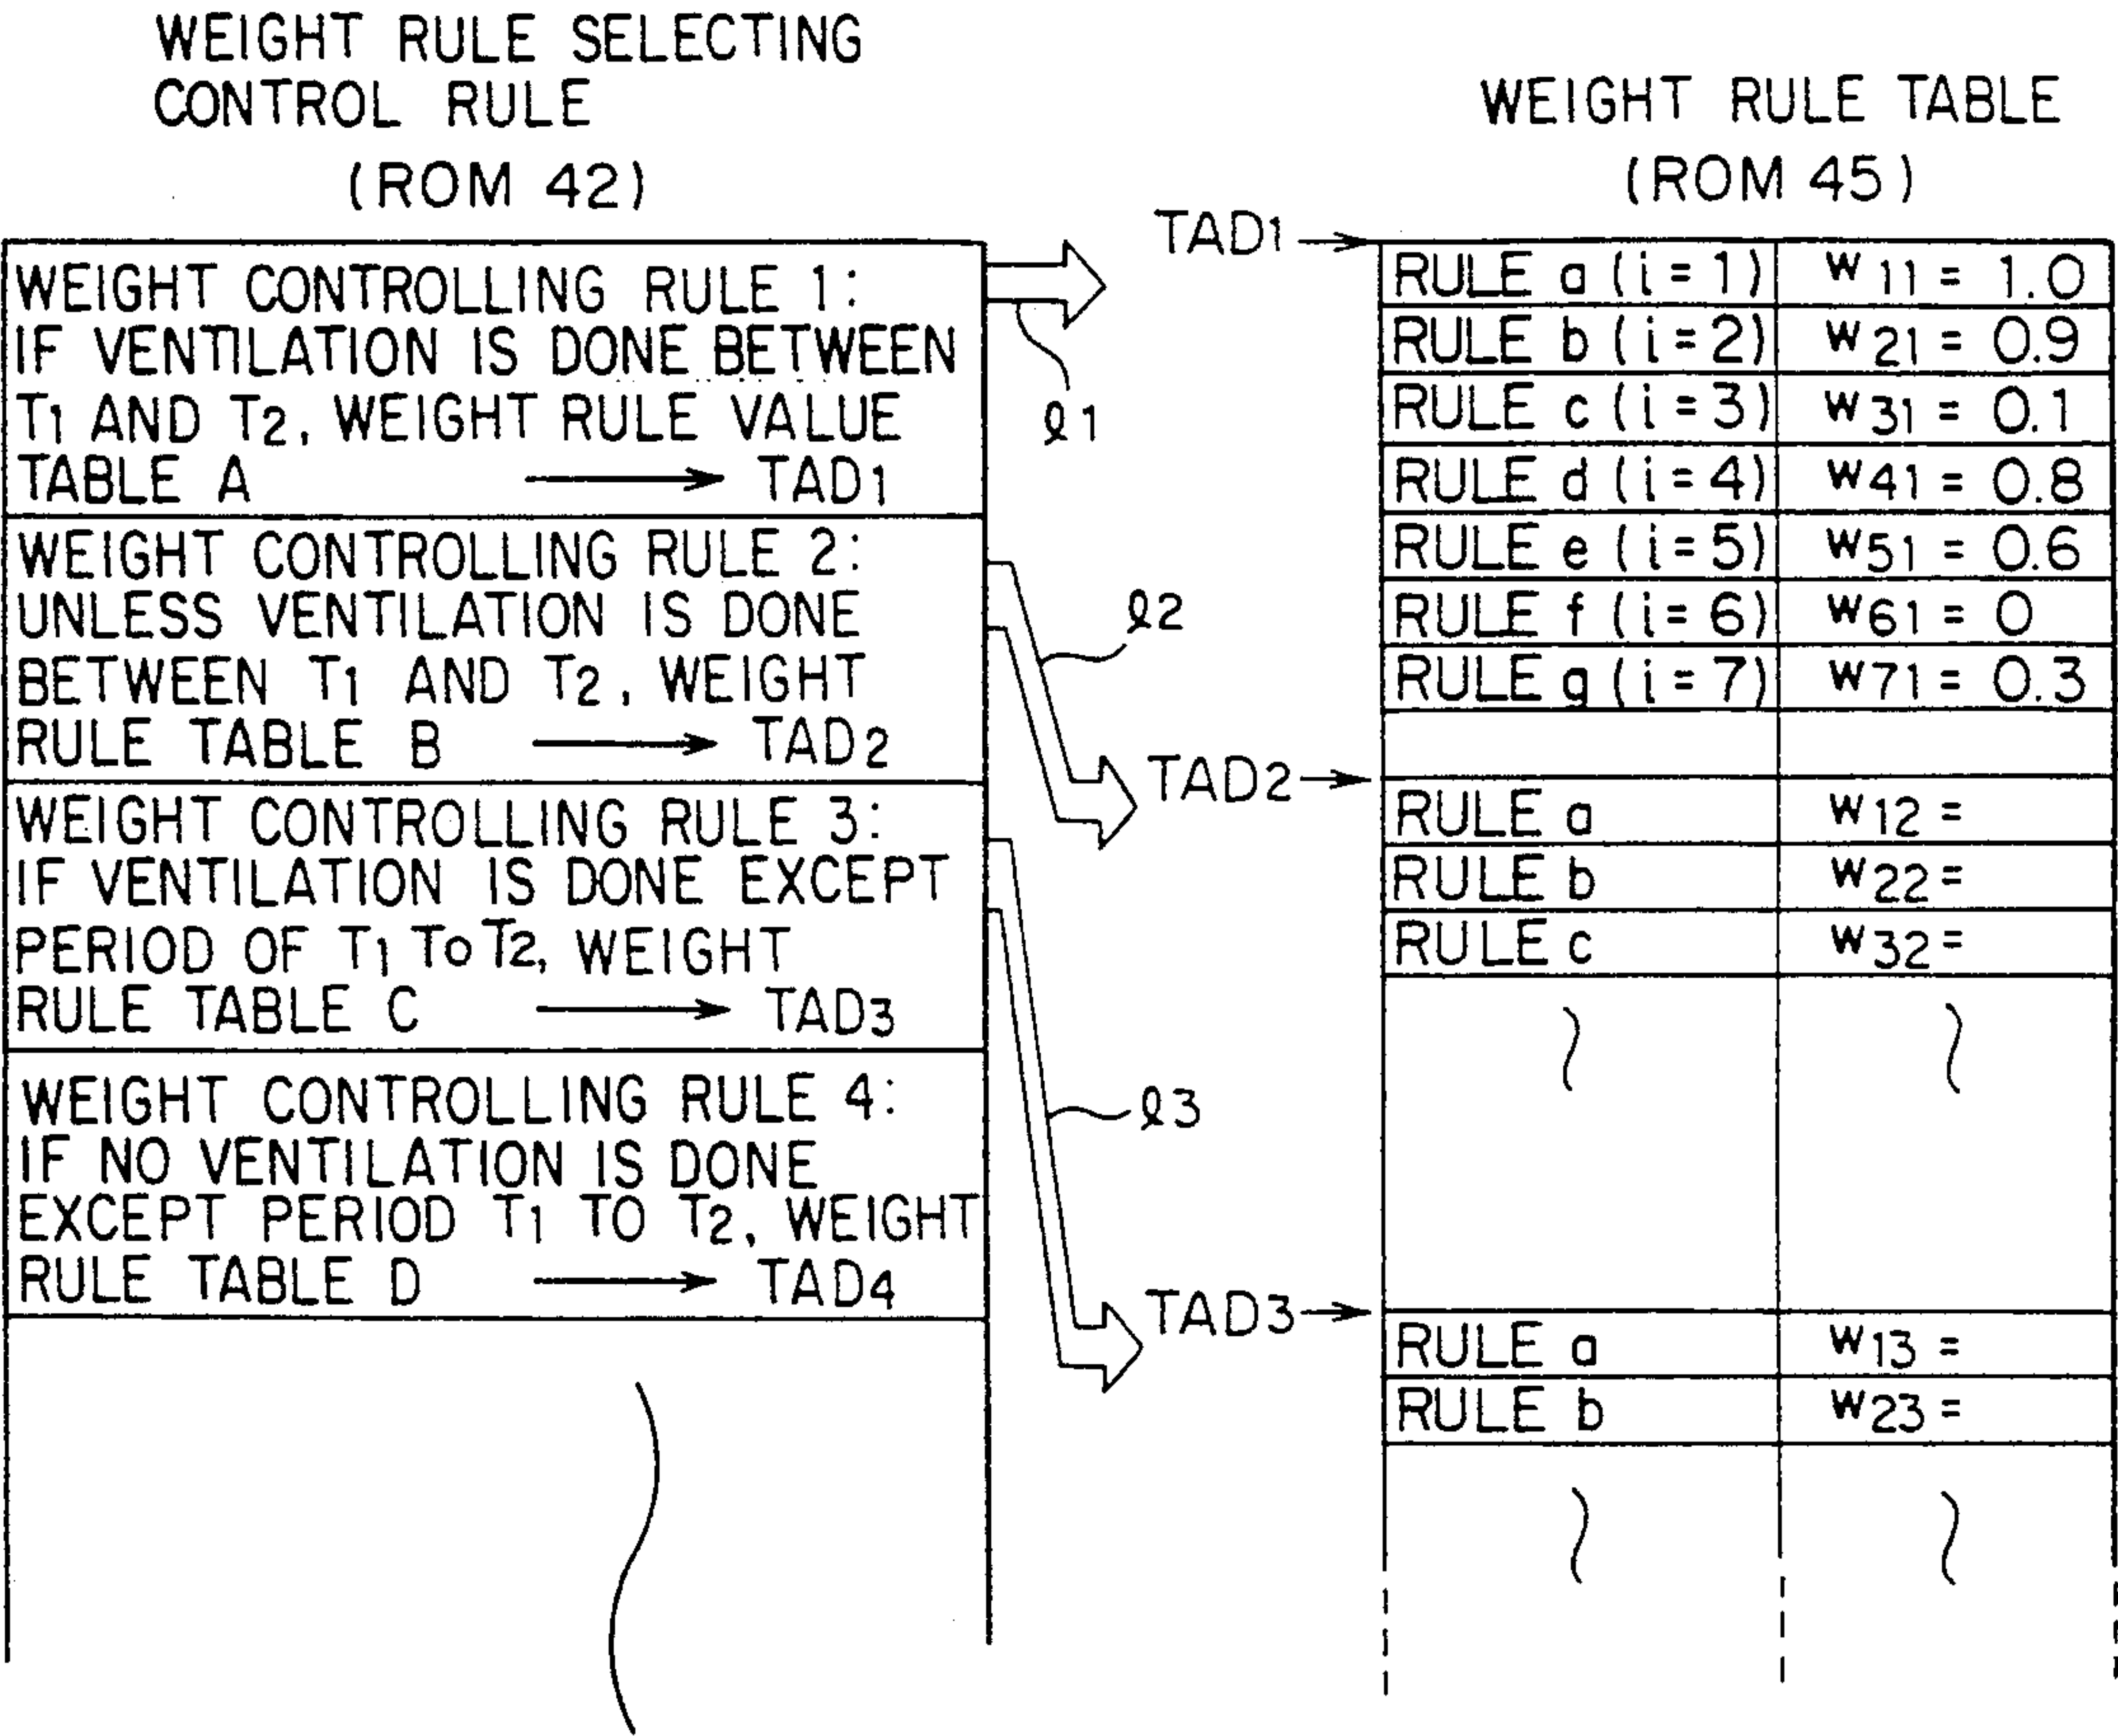 WEIGHT RULE SELECTING
CONTROL RULE
(ROM 42)
WEIGHT CONTROLLING RULE 1:
IF VENTILATION IS DONE BETWEEN
T1 AND T2, WEIGHT RULE VALUE
TABLE A → TAD1
WEIGHT CONTROLLING RULE 2:
UNLESS VENTILATION IS DONE
BETWEEN T1 AND T2, WEIGHT
RULE TABLE B → TAD2
WEIGHT CONTROLLING RULE 3:
IF VENTILATION IS DONE EXCEPT
PERIOD OF T1 To T2, WEIGHT
RULE TABLE C → TAD3
WEIGHT CONTROLLING RULE 4:
IF NO VENTILATION IS DONE
EXCEPT PERIOD T1 TO T2, WEIGHT
RULE TABLE D → TAD4
ℓ1
ℓ2
ℓ3
WEIGHT RULE TABLE
(ROM 45)
TAD1 →
RULE a (i = 1) w11 = 1.0
RULE b (i = 2) w21 = 0.9
RULE c (i = 3) w31 = 0.1
RULE d (i = 4) w41 = 0.8
RULE e (i = 5) w51 = 0.6
RULE f (i = 6) w61 = 0
RULE g (i = 7) w71 = 0.3
TAD2 →
RULE a w12 =
RULE b w22 =
RULE c w32 =
TAD3 →
RULE a w13 =
RULE b w23 =